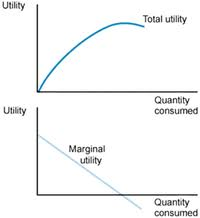 Utility
Total utility
Quantity
consumed
Utility
Marginal
utility
Quantity
consumed